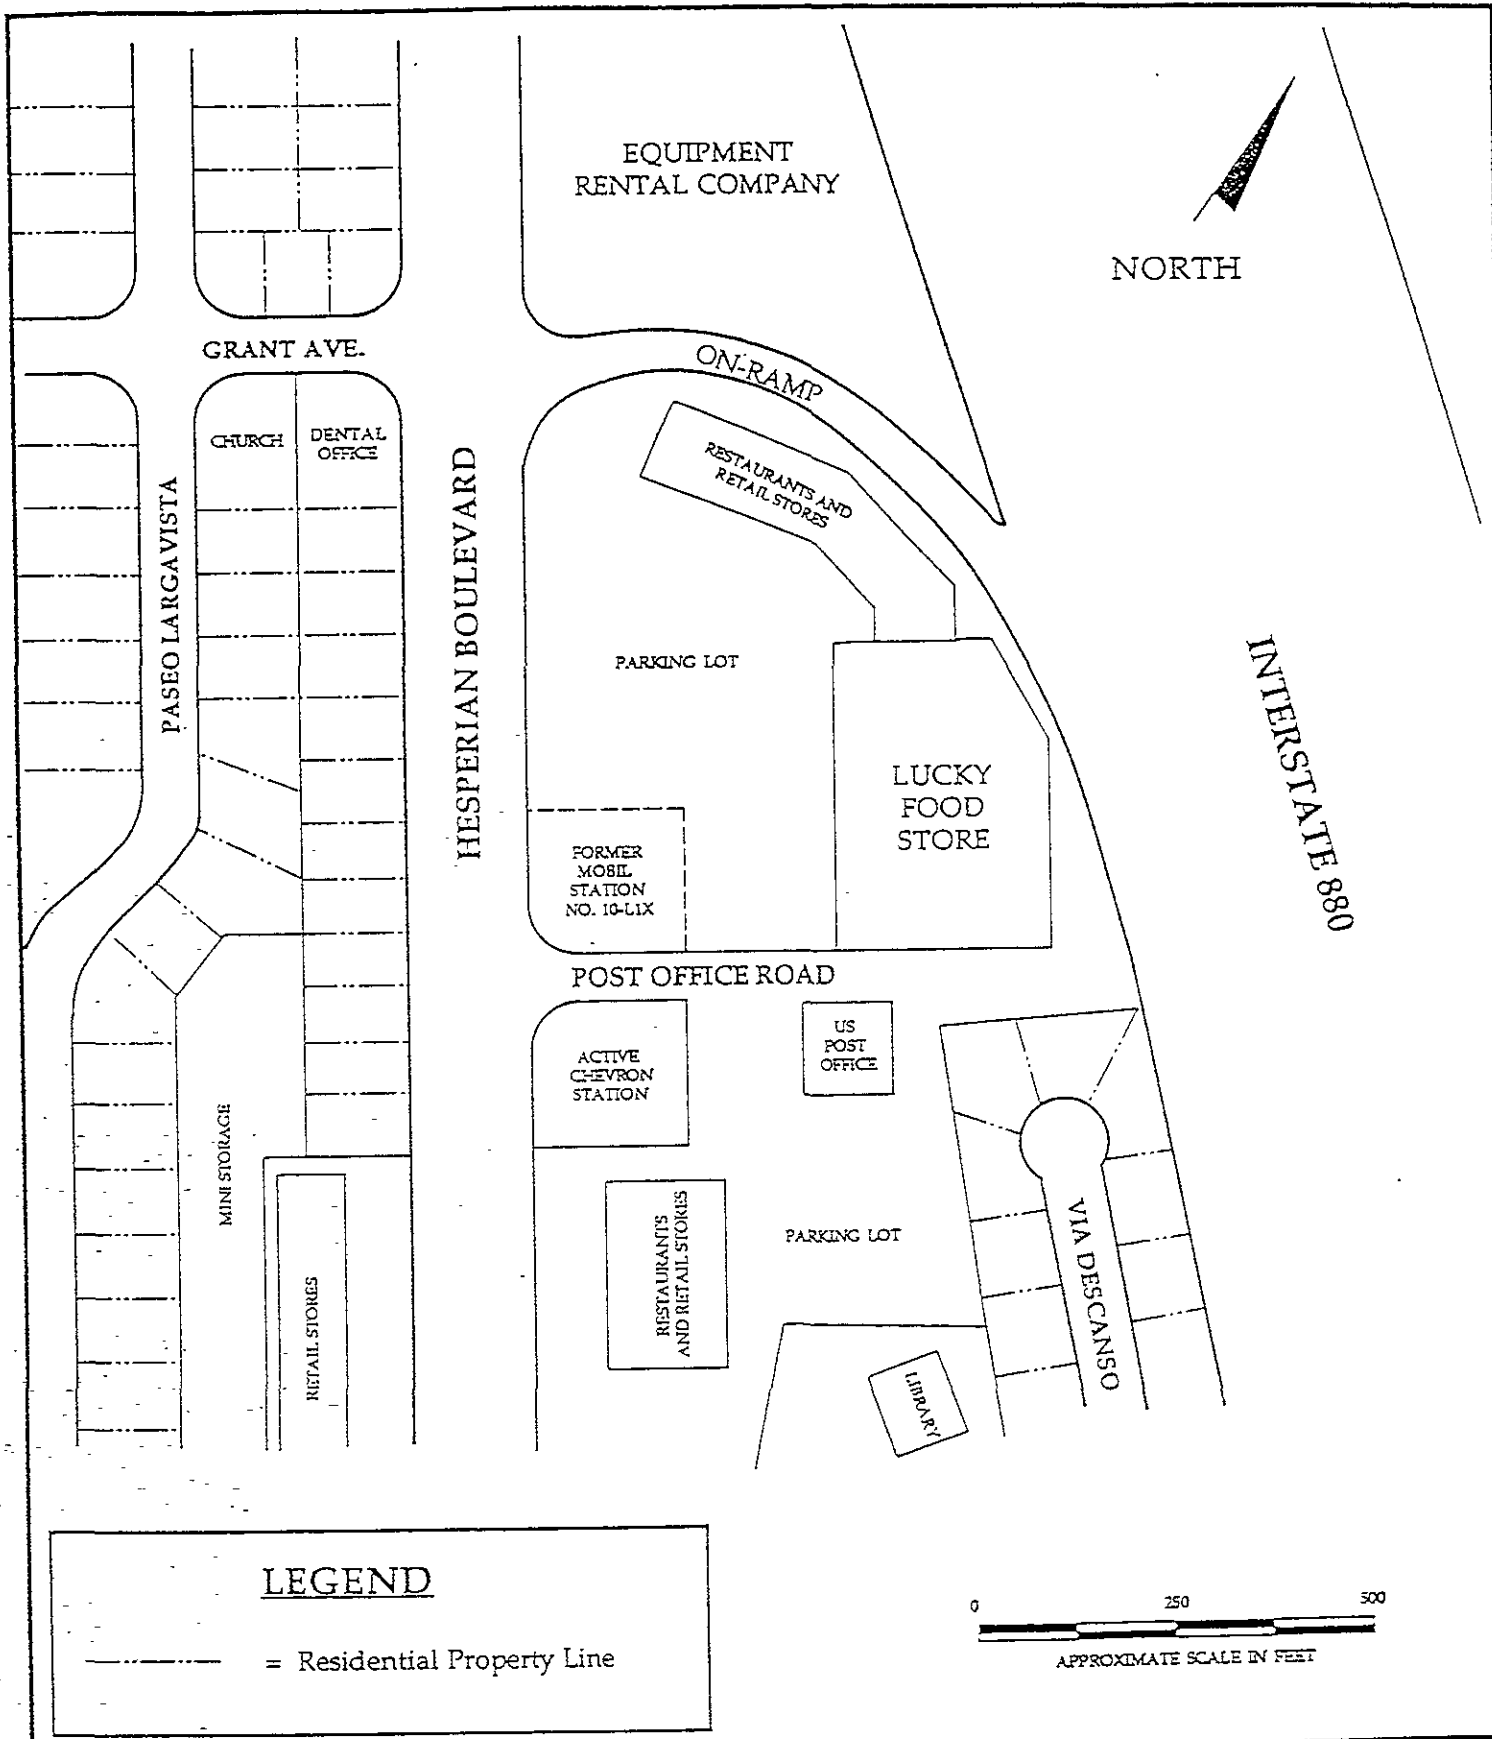 EQUIPMENT
RENTAL COMPANY
NORTH
GRANT AVE.
ON-RAMP
CHURCH
DENTAL
OFFICE
RESTAURANTS AND
RETAIL STORES
PASEO LARGAVISTA
HESPERIAN BOULEVARD
PARKING LOT
INTERSTATE 880
LUCKY
FOOD
STORE
FORMER
MOBIL
STATION
NO. 10-L1X
POST OFFICE ROAD
ACTIVE
CHEVRON
STATION
US
POST
OFFICE
MINI STORAGE
RETAIL STORES
RESTAURANTS
AND RETAIL STORES
PARKING LOT
VIA DESCANSO
LIBRARY
LEGEND
= Residential Property Line
0 250 500
APPROXIMATE SCALE IN FEET